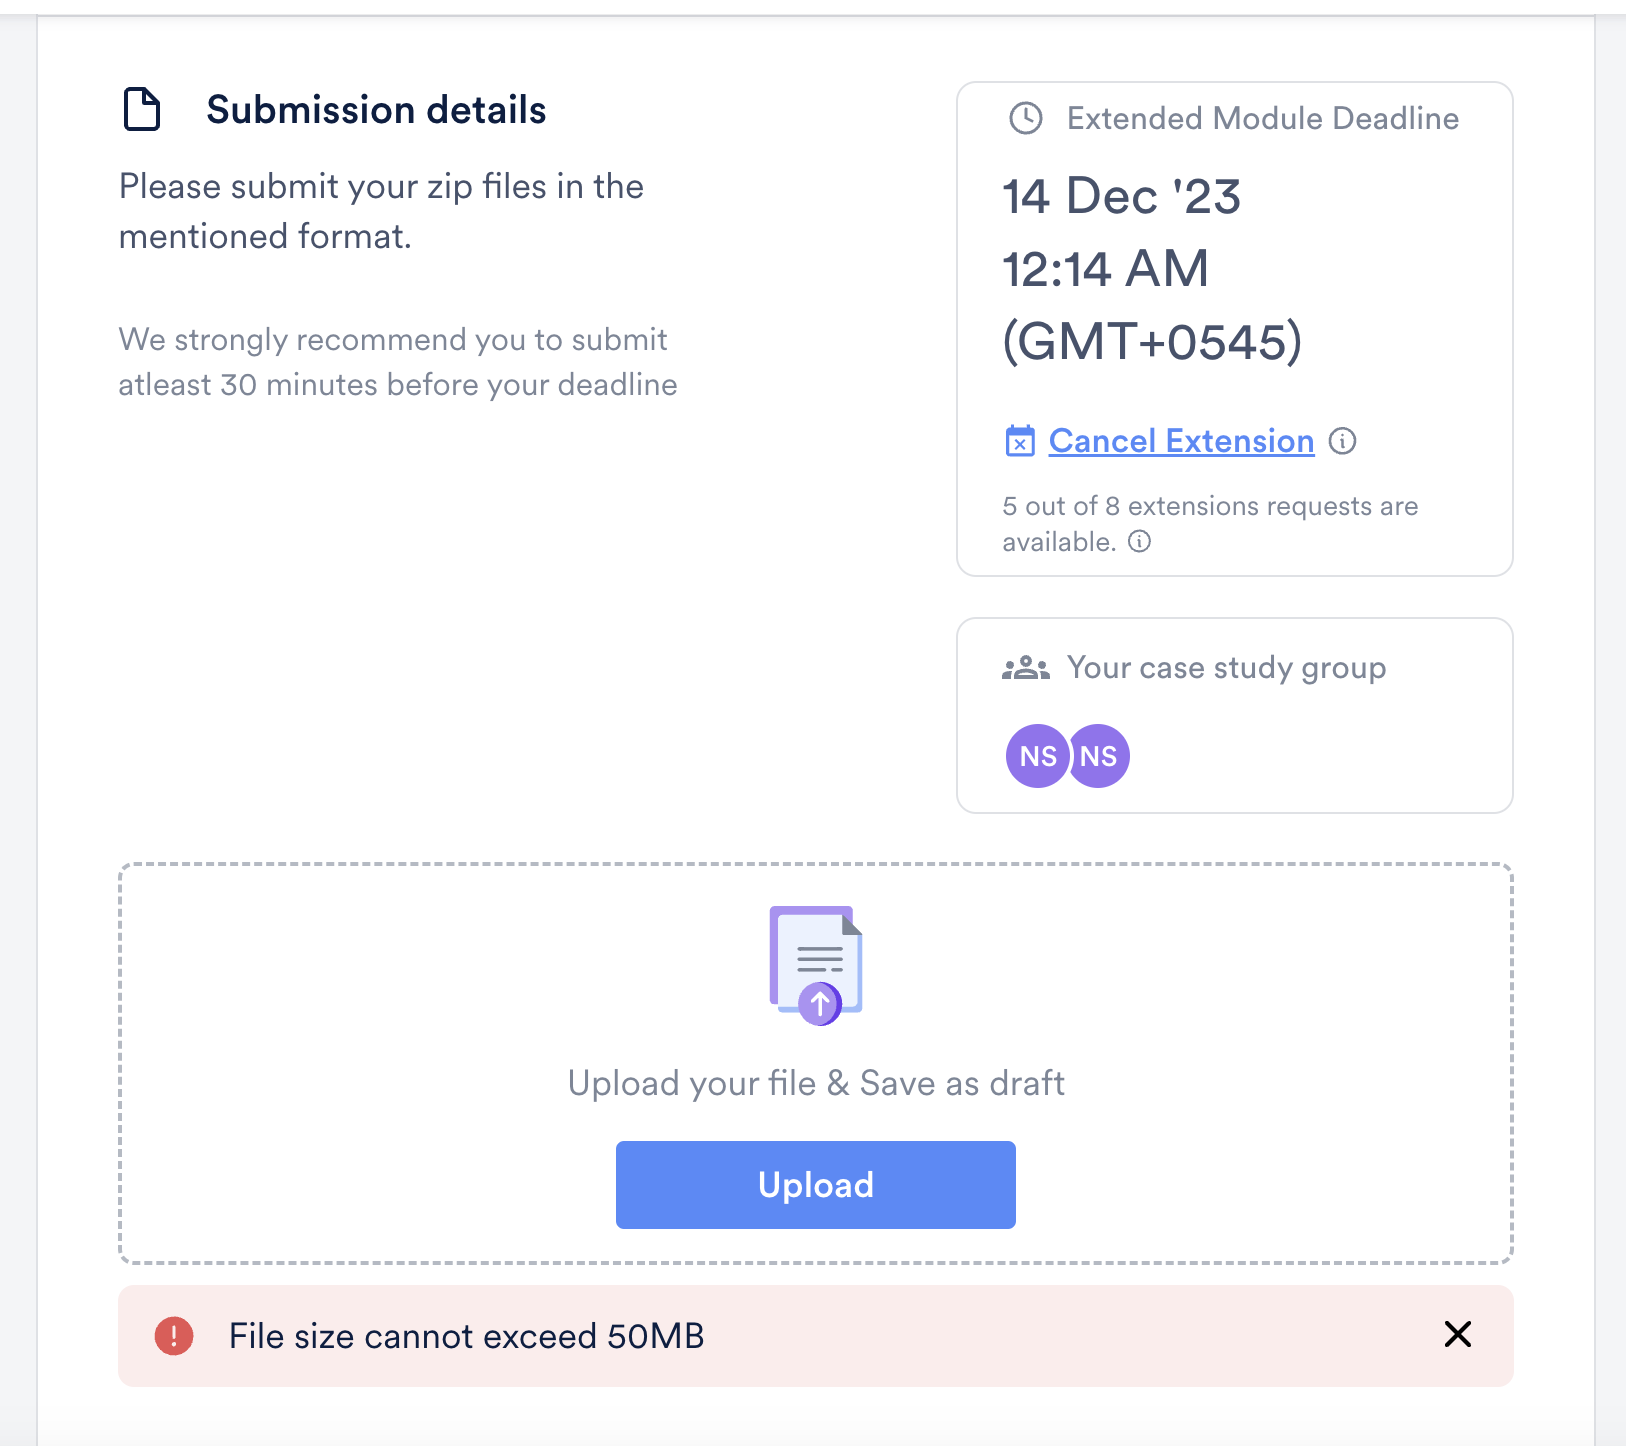 Submission details
Please submit your zip files in the
mentioned format.
We strongly recommend you to submit
atleast 30 minutes before your deadline
Extended Module Deadline
14 Dec '23
12:14 AM
(GMT+0545)
Cancel Extension
5 out of 8 extensions requests are
available.
Your case study group
NS NS
Upload your file & Save as draft
Upload
File size cannot exceed 50MB